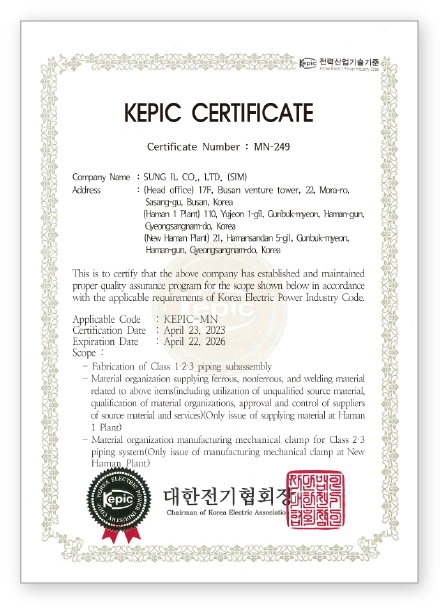 kepic 전력산업기술기준
Korea Electric Power Industry Code
KEPIC CERTIFICATE
Certificate Number : MN-249
Company Name : SUNG IL CO., LTD. (SIM)
Address : (Head office) 17F, Busan venture tower, 22, Mora-ro,
Sasang-gu, Busan, Korea
(Haman 1 Plant) 110, Yujeon 1-gil, Gunbuk-myeon, Haman-gun,
Gyeongsangnam-do, Korea
(New Haman Plant) 21, Hamansandan 5-gil, Gunbuk-myeon,
Haman-gun, Gyeongsangnam-do, Korea
This is to certify that the above company has established and maintained
proper quality assurance program for the scope shown below in accordance
with the applicable requirements of Korea Electric Power Industry Code.
Applicable Code : KEPIC-MN
Certification Date : April 23, 2023
Expiration Date : April 22, 2026
Scope :
- Fabrication of Class 1·2·3 piping subassembly
- Material organization supplying ferrous, nonferrous, and welding material
related to above items(including utilization of unqualified source material,
qualification of material organizations, approval and control of suppliers
of source material and services)(Only issue of supplying material at Haman
1 Plant)
- Material organization manufacturing mechanical clamp for Class 2·3
piping system(Only issue of manufacturing mechanical clamp at New
Haman Plant)
kepic
대한전기협회장
Chairman of Korea Electric Association